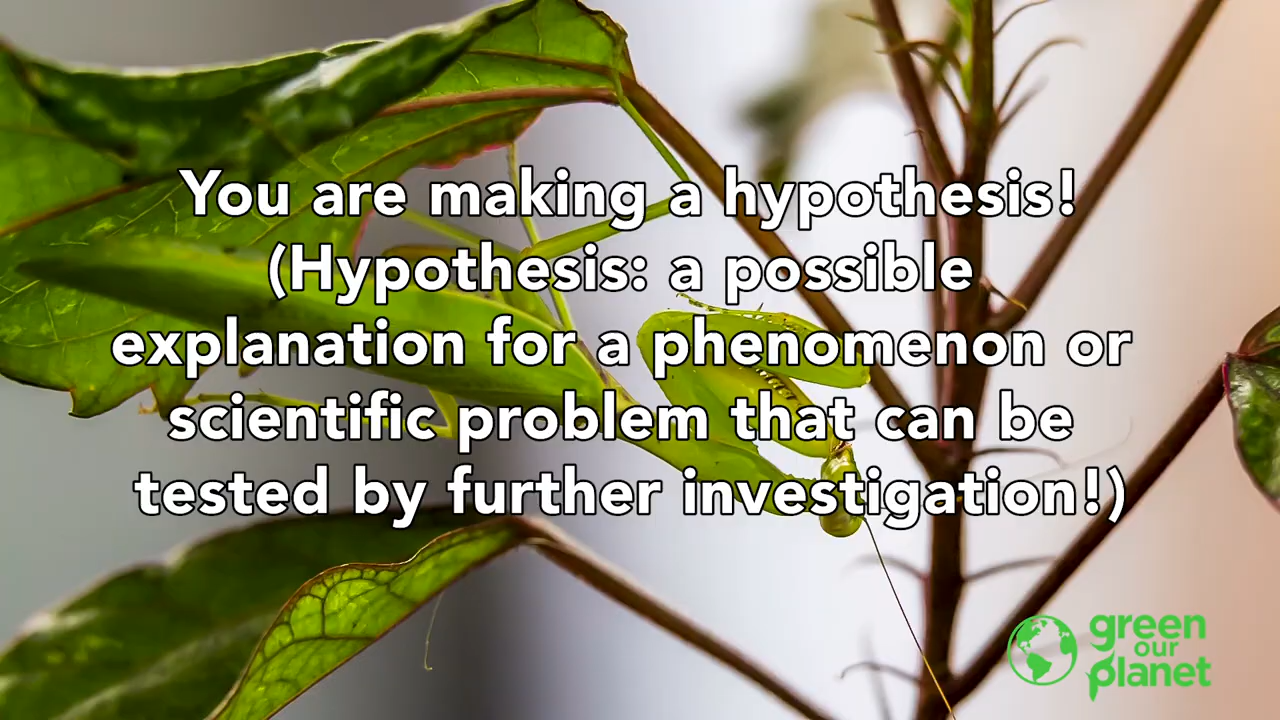 You are making a hypothesis!
(Hypothesis: a possible
explanation for a phenomenon or
scientific problem that can be
tested by further investigation!)
green
our
planet